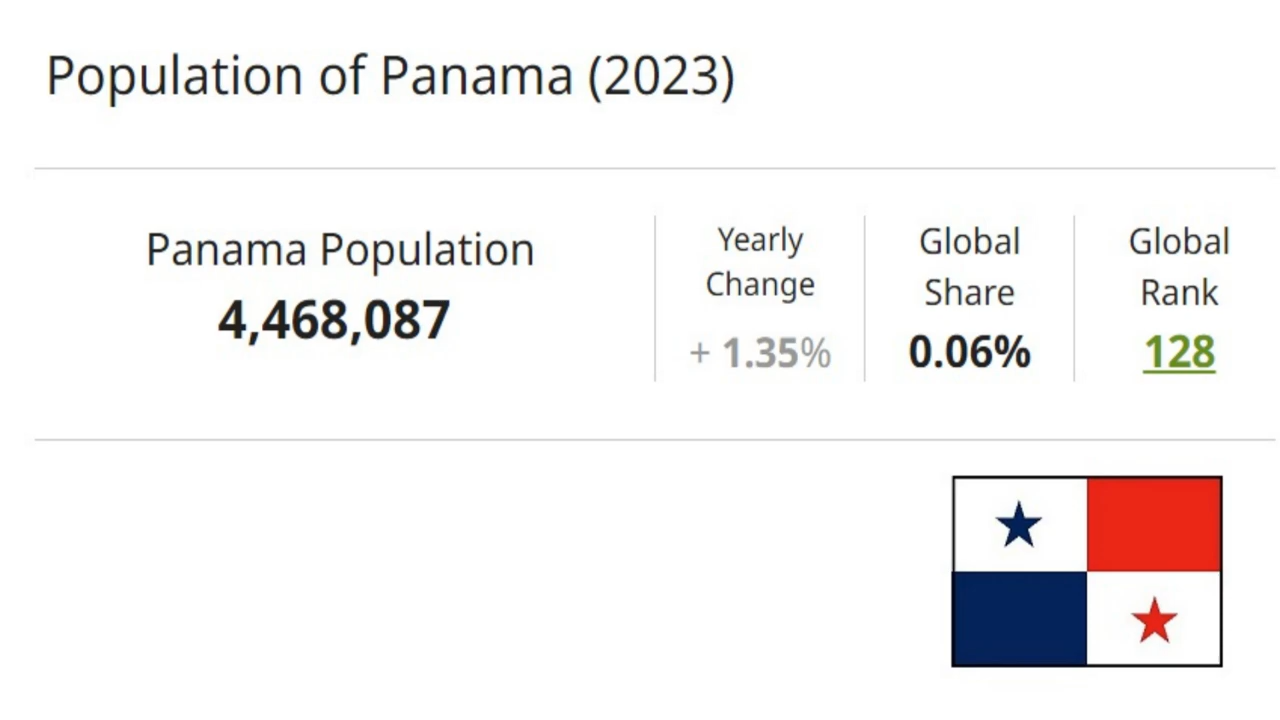 Population of Panama (2023)
Panama Population
4,468,087
Yearly
Change
+ 1.35%
Global
Share
0.06%
Global
Rank
128